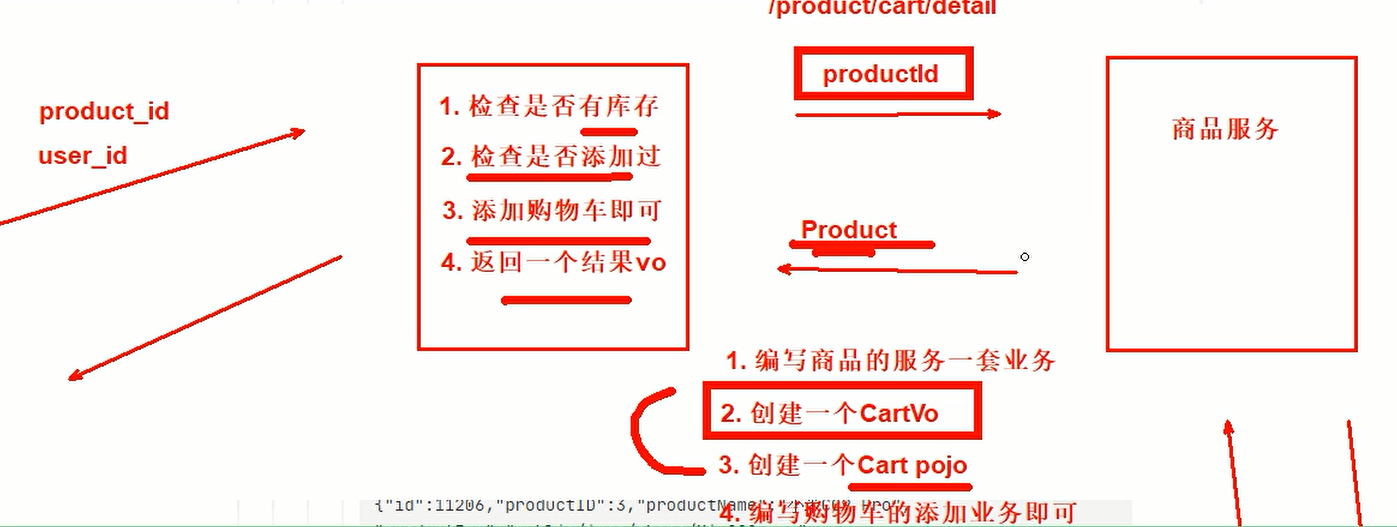 /product/cart/detail
productId
product_id
user_id
1. 检查是否有库存
2. 检查是否添加过
3. 添加购物车即可
4. 返回一个结果vo
商品服务
Product
1. 编写商品的服务一套业务
2. 创建一个CartVo
3. 创建一个Cart pojo
{"id":11206,"productID":3,"productName":
4. 编写购物车的添加业务即可